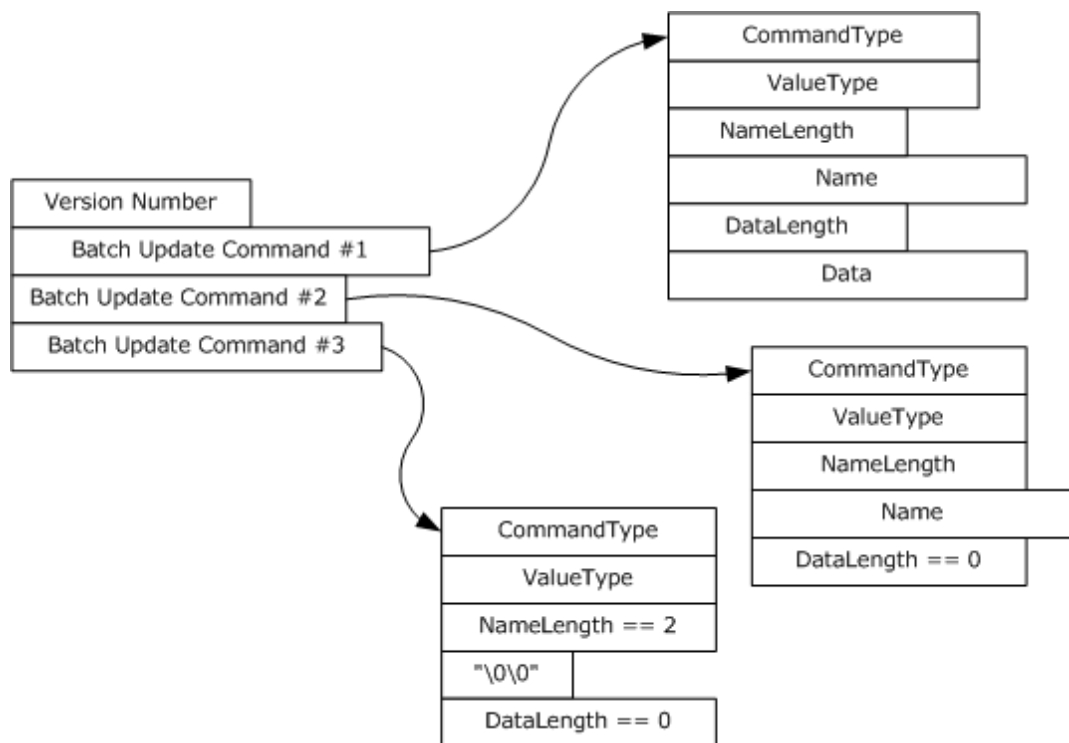 CommandType
ValueType
NameLength
Name
DataLength
Data
Version Number
Batch Update Command #1
Batch Update Command #2
Batch Update Command #3
CommandType
ValueType
NameLength
Name
DataLength == 0
CommandType
ValueType
NameLength == 2
"\0\0"
DataLength == 0